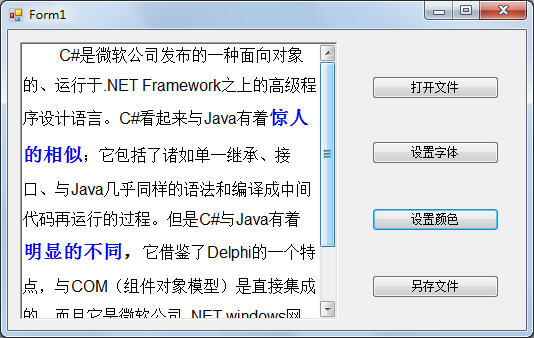 Form1
C#是微软公司发布的一种面向对象
的、运行于.NET Framework之上的高级程
序设计语言。C#看起来与Java有着惊人
的相似；它包括了诸如单一继承、接
口、与Java几乎同样的语法和编译成中间
代码再运行的过程。但是C#与Java有着
明显的不同，它借鉴了Delphi的一个特
点，与COM（组件对象模型）是直接集成
的，而且它是微软公司 .NET windows网
打开文件
设置字体
设置颜色
另存文件